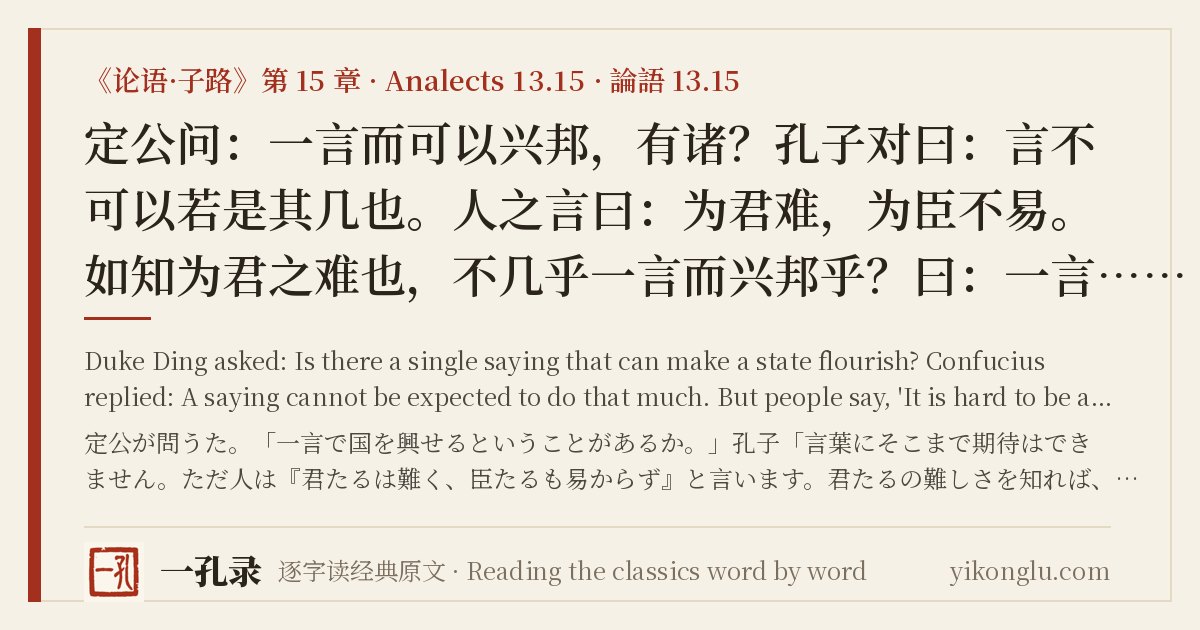 《论语·子路》第 15 章 · Analects 13.15 · 論語 13.15
定公问：一言而可以兴邦，有诸？孔子对曰：言不
可以若是其几也。人之言曰：为君难，为臣不易。
如知为君之难也，不几乎一言而兴邦乎？曰：一言……
Duke Ding asked: Is there a single saying that can make a state flourish? Confucius
replied: A saying cannot be expected to do that much. But people say, 'It is hard to be a...
定公が問うた。「一言で国を興せるということがあるか。」孔子「言葉にそこまで期待はでき
ません。ただ人は『君たるは難く、臣たるも易からず』と言います。君たるの難しさを知れば、…
一孔
一孔录 逐字读经典原文 · Reading the classics word by word yikonglu.com